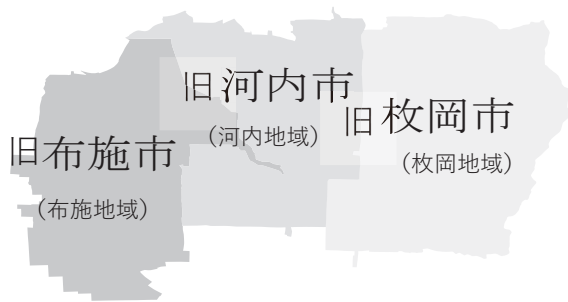 旧布施市
（布施地域）
旧河内市
（河内地域）
旧枚岡市
（枚岡地域）